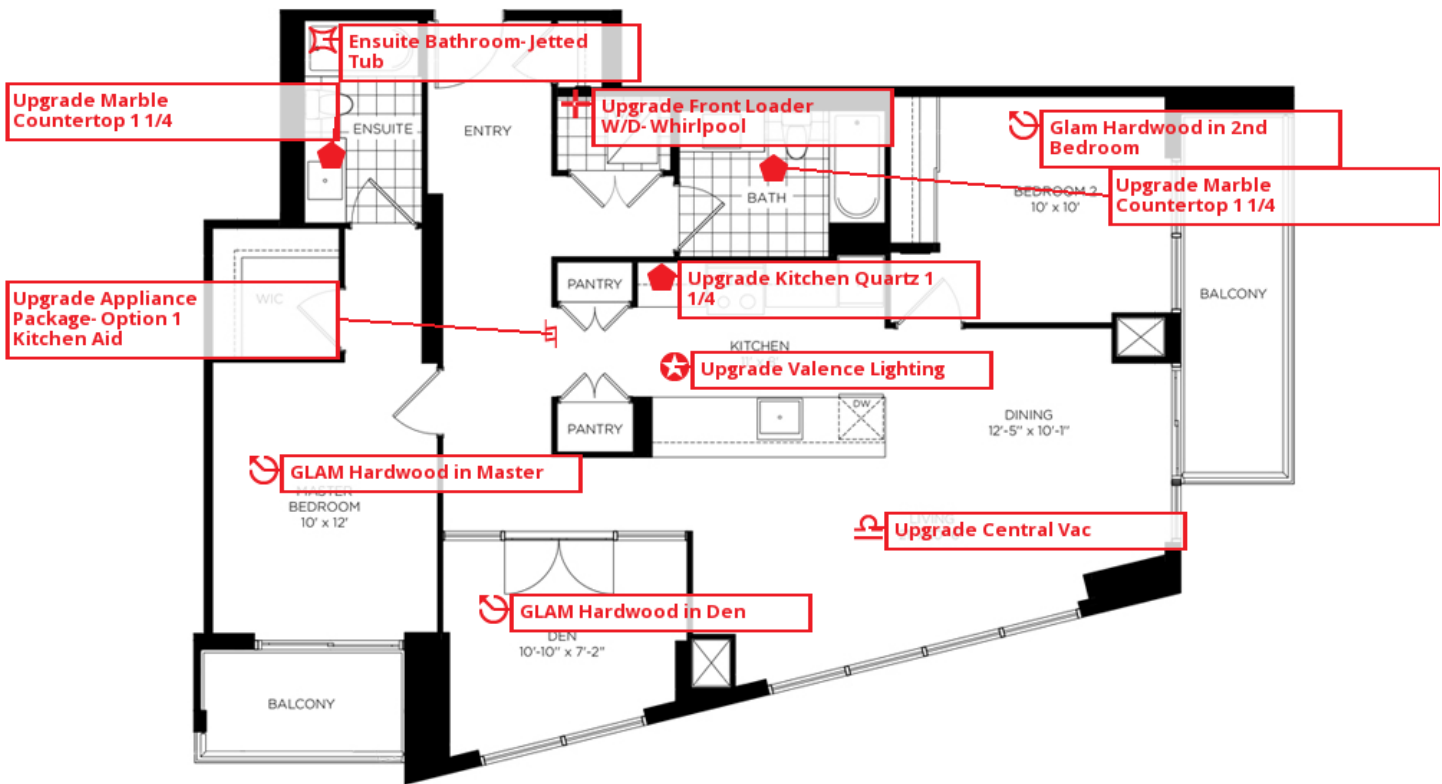 Ensuite Bathroom- Jetted
Tub
Upgrade Marble
Countertop 1 1/4
ENSUITE
ENTRY
Upgrade Front Loader
W/D- Whirlpool
Glam Hardwood in 2nd
Bedroom
BATH
Upgrade Marble
Countertop 1 1/4
BEDROOM 2
10' x 10'
WIC
PANTRY
Upgrade Kitchen Quartz 1
1/4
BALCONY
Upgrade Appliance
Package- Option 1
Kitchen Aid
KITCHEN
Upgrade Valence Lighting
DW
PANTRY
DINING
12'-5" x 10'-1"
GLAM Hardwood in Master
MASTER
BEDROOM
10' x 12'
LIVING
Upgrade Central Vac
GLAM Hardwood in Den
DEN
10'-10" x 7'-2"
BALCONY